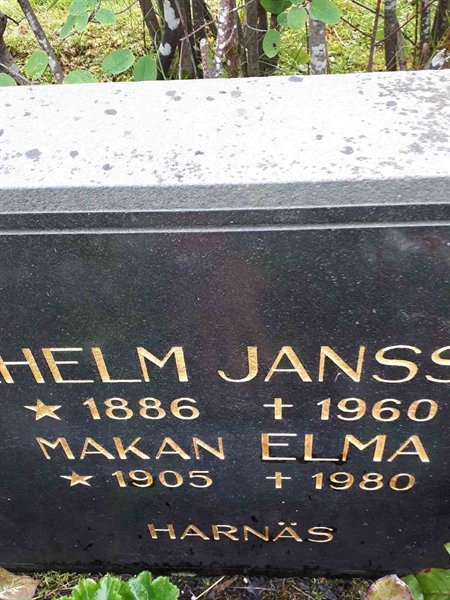 HELM JANSS
★ 1886 + 1960
MAKAN ELMA
★ 1905 + 1980
HARNÄS